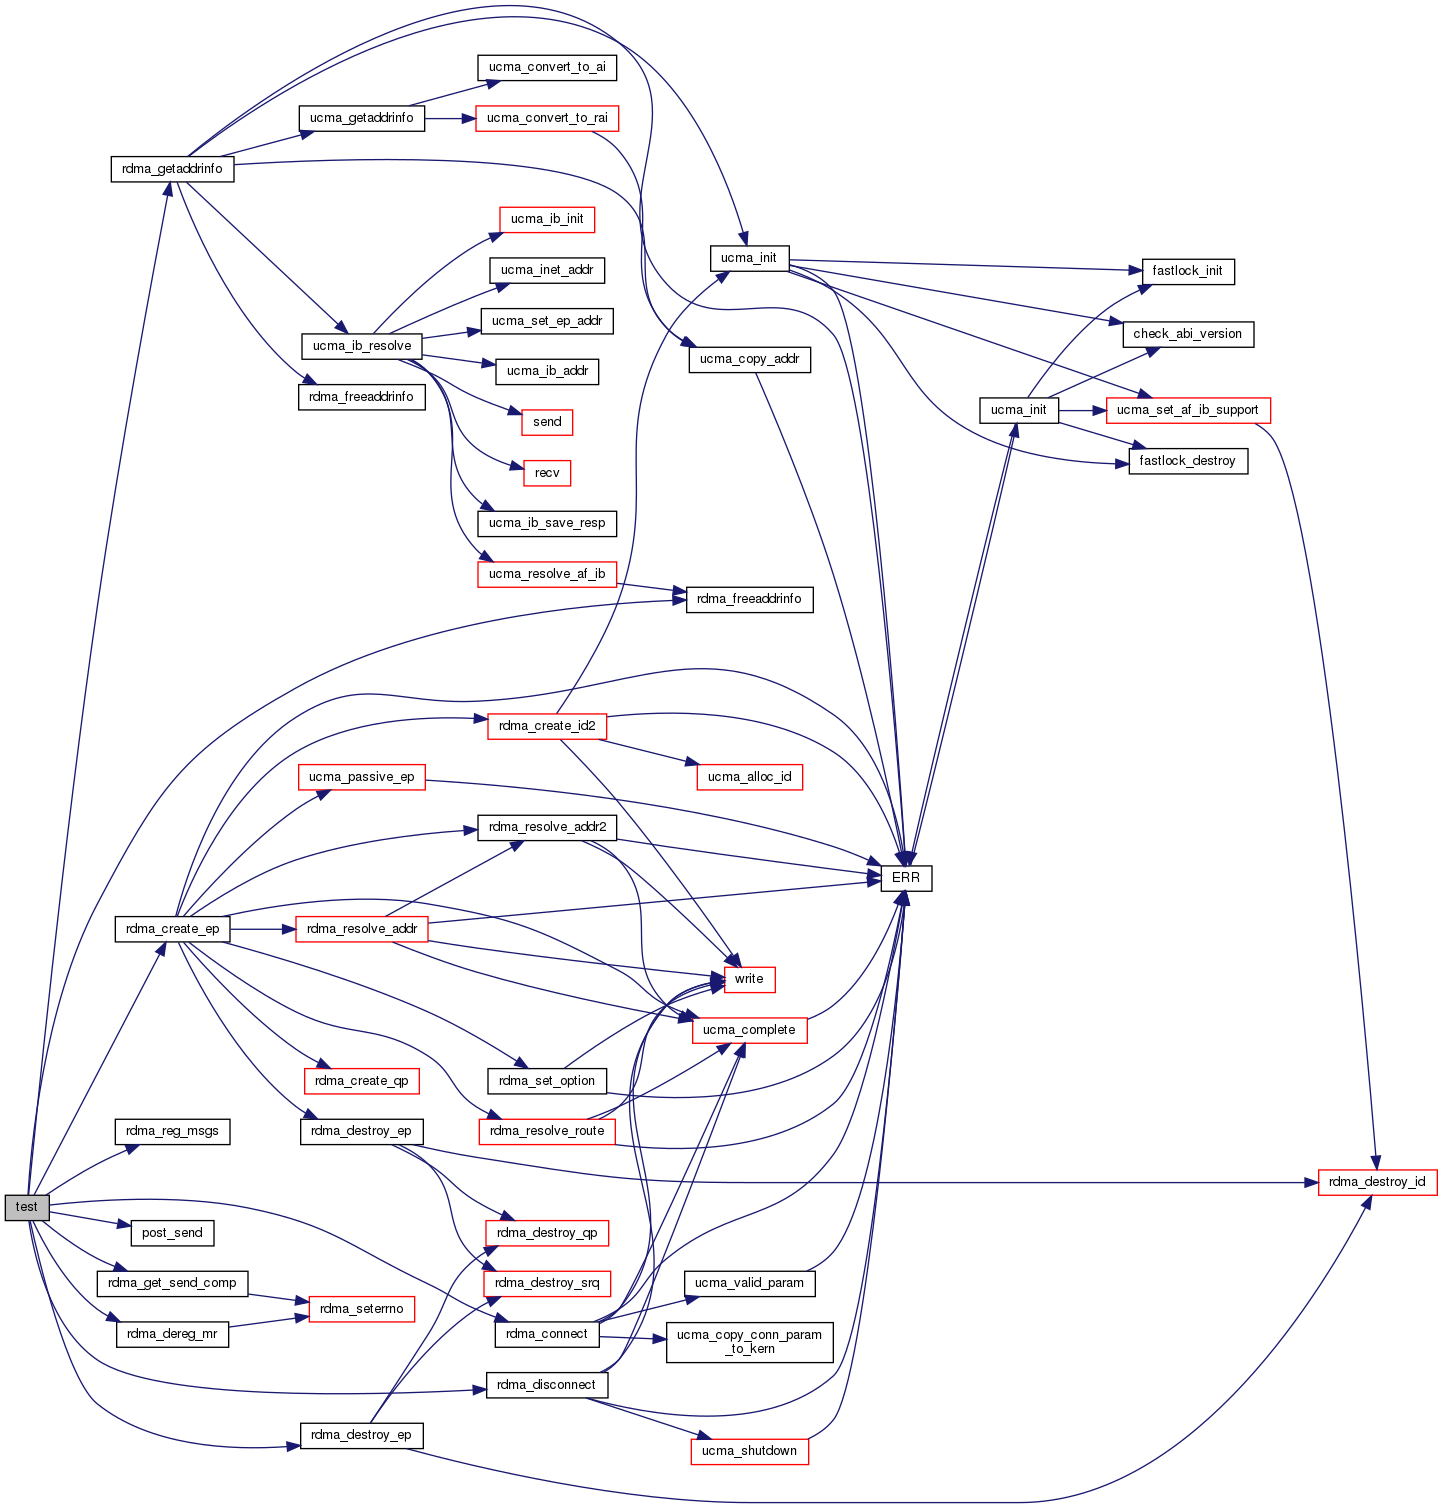 ucma_convert_to_ai
ucma_getaddrinfo
ucma_convert_to_rai
rdma_getaddrinfo
ucma_ib_init
ucma_init
ucma_inet_addr
fastlock_init
ucma_set_ep_addr
check_abi_version
ucma_ib_resolve
ucma_copy_addr
ucma_ib_addr
rdma_freeaddrinfo
ucma_init
ucma_set_af_ib_support
send
fastlock_destroy
recv
ucma_ib_save_resp
ucma_resolve_af_ib
rdma_freeaddrinfo
rdma_create_id2
ucma_passive_ep
ucma_alloc_id
rdma_resolve_addr2
ERR
rdma_create_ep
rdma_resolve_addr
write
ucma_complete
rdma_create_qp
rdma_set_option
rdma_reg_msgs
rdma_destroy_ep
rdma_resolve_route
rdma_destroy_id
test
post_send
rdma_destroy_qp
rdma_get_send_comp
rdma_destroy_srq
ucma_valid_param
rdma_seterrno
rdma_dereg_mr
rdma_connect
ucma_copy_conn_param
_to_kern
rdma_disconnect
rdma_destroy_ep
ucma_shutdown